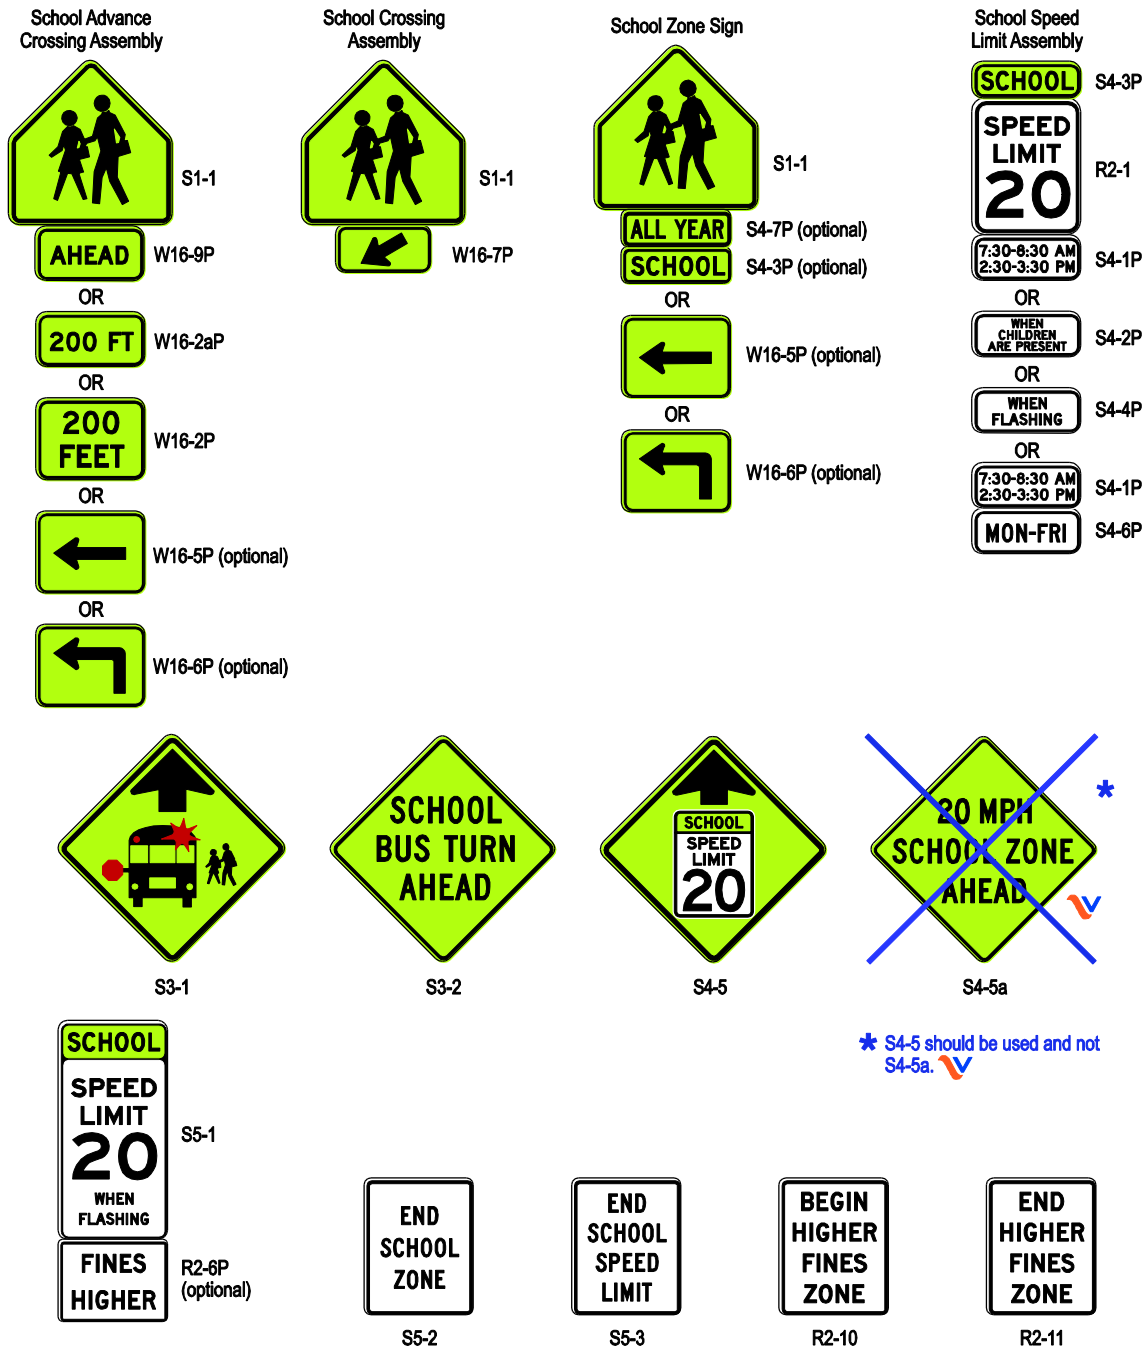 School Advance
Crossing Assembly
S1-1
AHEAD
W16-9P
OR
200 FT
W16-2aP
OR
200
FEET
W16-2P
OR
W16-5P (optional)
OR
W16-6P (optional)
School Crossing
Assembly
S1-1
W16-7P
School Zone Sign
S1-1
ALL YEAR
S4-7P (optional)
SCHOOL
S4-3P (optional)
OR
W16-5P (optional)
OR
W16-6P (optional)
School Speed
Limit Assembly
SCHOOL
S4-3P
SPEED
LIMIT
20
R2-1
7:30-8:30 AM
2:30-3:30 PM
S4-1P
OR
WHEN
CHILDREN
ARE PRESENT
S4-2P
OR
WHEN
FLASHING
S4-4P
OR
7:30-8:30 AM
2:30-3:30 PM
S4-1P
MON-FRI
S4-6P
S3-1
SCHOOL
BUS TURN
AHEAD
S3-2
SCHOOL
SPEED
LIMIT
20
S4-5
20 MPH
SCHOOL ZONE
AHEAD
*
S4-5a
* S4-5 should be used and not
S4-5a.
SCHOOL
SPEED
LIMIT
20
WHEN
FLASHING
S5-1
FINES
HIGHER
R2-6P
(optional)
END
SCHOOL
ZONE
S5-2
END
SCHOOL
SPEED
LIMIT
S5-3
BEGIN
HIGHER
FINES
ZONE
R2-10
END
HIGHER
FINES
ZONE
R2-11